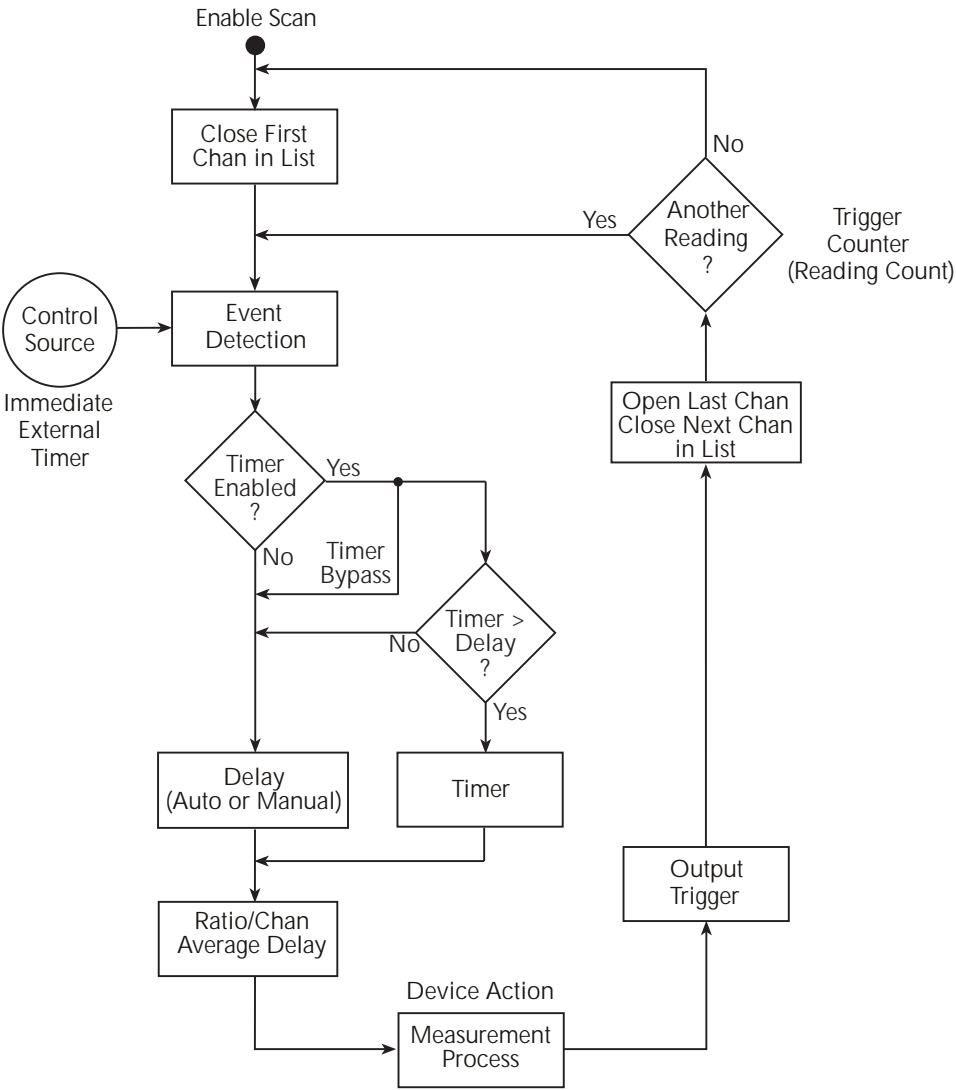 Enable Scan
Close First
Chan in List
No
Another
Reading
?
Yes
Trigger
Counter
(Reading Count)
Control
Source
Event
Detection
Immediate
External
Timer
Open Last Chan
Close Next Chan
in List
Timer
Enabled
?
Yes
No
Timer
Bypass
Timer >
Delay
?
No
Yes
Delay
(Auto or Manual)
Timer
Output
Trigger
Ratio/Chan
Average Delay
Device Action
Measurement
Process